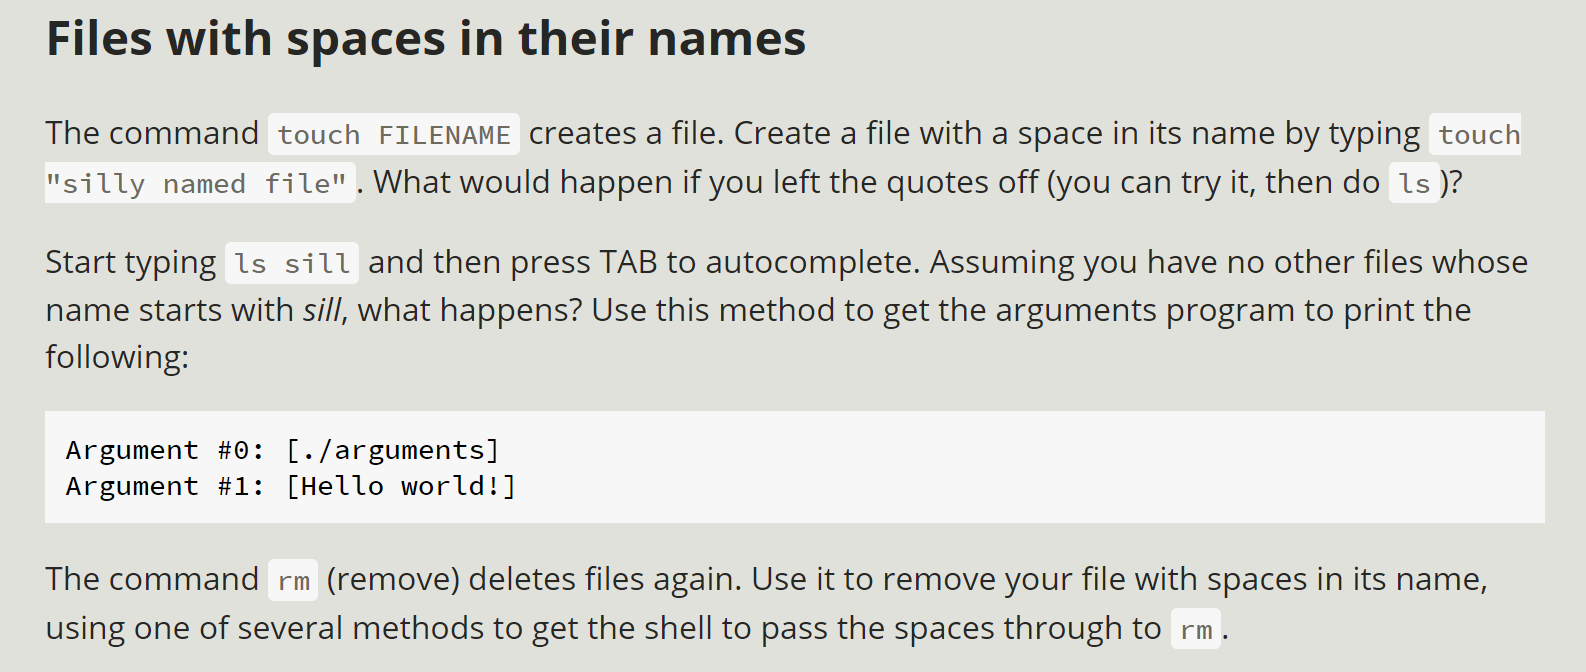 Files with spaces in their names
The command touch FILENAME creates a file. Create a file with a space in its name by typing touch
"silly named file". What would happen if you left the quotes off (you can try it, then do ls)?
Start typing ls sill and then press TAB to autocomplete. Assuming you have no other files whose
name starts with sill, what happens? Use this method to get the arguments program to print the
following:
Argument #0: [./arguments]
Argument #1: [Hello world!]
The command rm (remove) deletes files again. Use it to remove your file with spaces in its name,
using one of several methods to get the shell to pass the spaces through to rm.